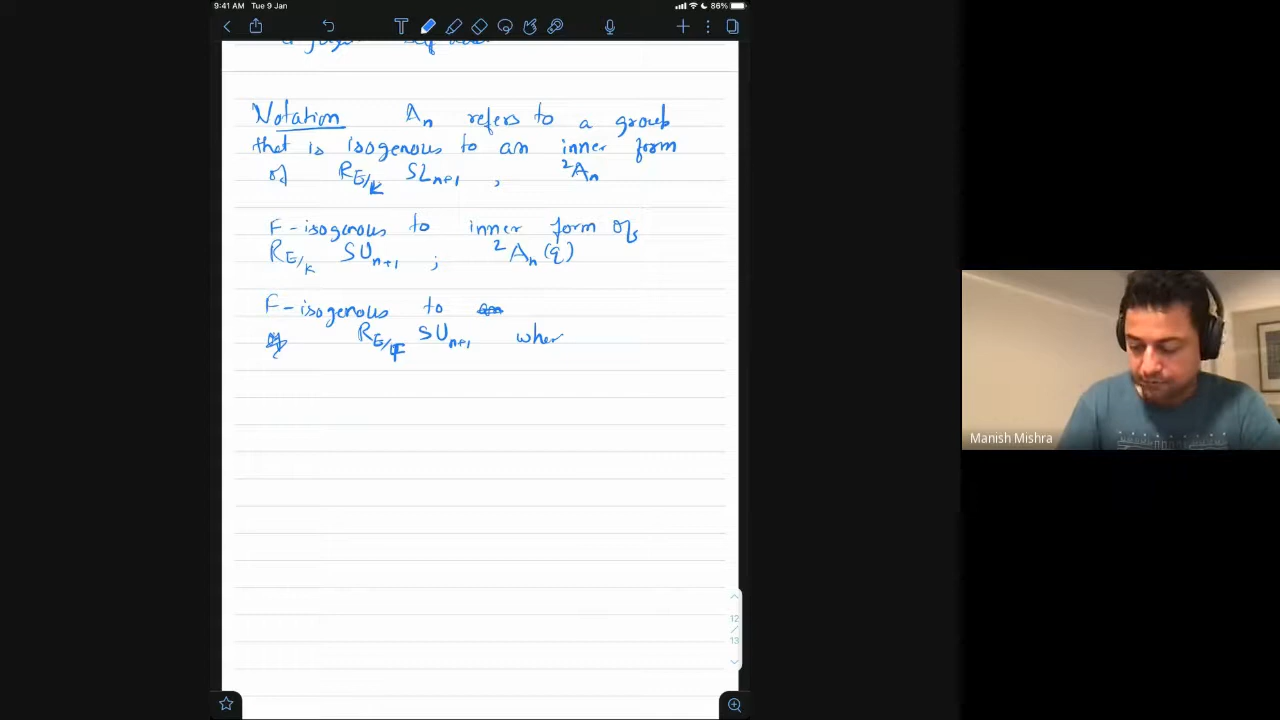 9:41 AM Tue 9 Jan
86%
Notation A_n refers to a group
that is isogenous to an inner form
of R_{E/K} SL_{n+1} , ²A_n
F-isogenous to inner form of
R_{E/K} SU_{n+1} ; ²A_n(q)
F-isogenous to
R_{E/F} SU_{n+1} wher
12
/
13
Manish Mishra